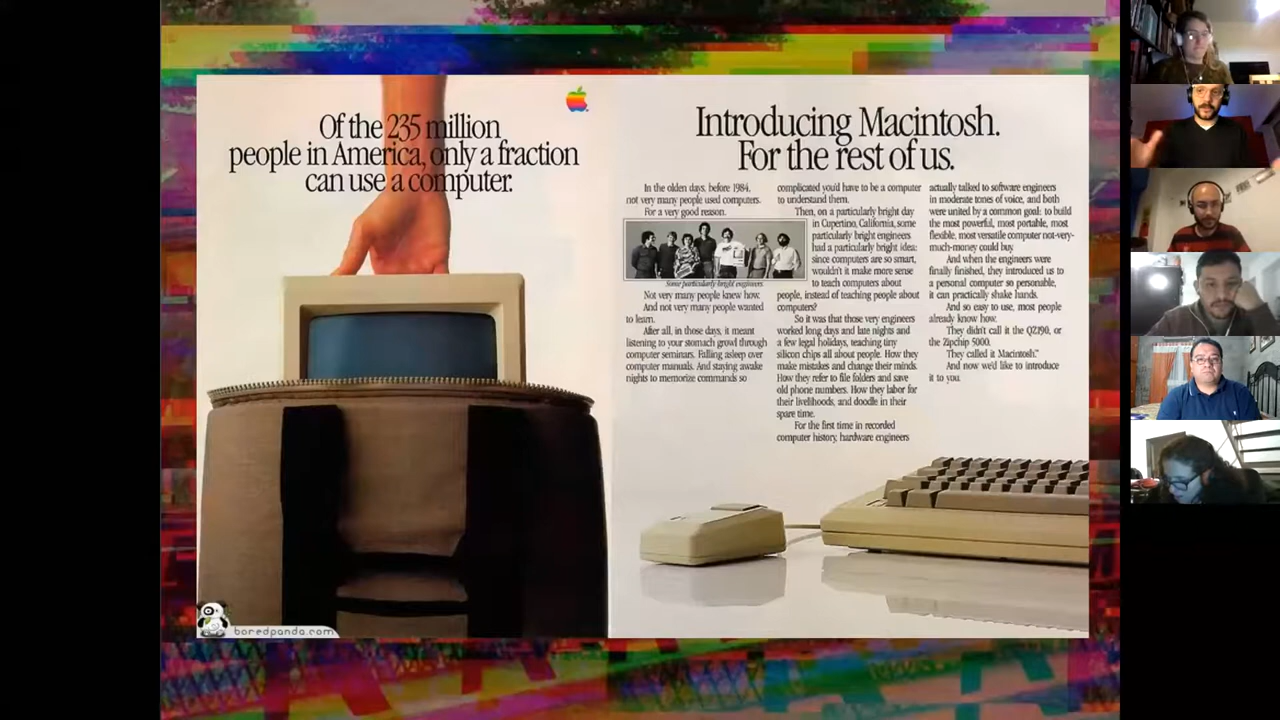 Of the 235 million
people in America, only a fraction
can use a computer.
Introducing Macintosh.
For the rest of us.
In the olden days, before 1984,
not very many people used computers.
For a very good reason.
Some particularly bright engineers
Not very many people knew how.
And not very many people wanted
to learn.
After all, in those days, it meant
listening to your stomach growl through
computer seminars. Falling asleep over
computer manuals. And staying awake
nights to memorize commands so
complicated you'd have to be a computer
to understand them.
Then, on a particularly bright day
in Cupertino, California, some
particularly bright engineers
had a particularly bright idea:
since computers are so smart,
wouldn't it make more sense
to teach computers about
people, instead of teaching people about
computers?
So it was that those very engineers
worked long days and late nights and
a few legal holidays, teaching tiny
silicon chips all about people. How they
make mistakes and change their minds.
How they refer to file folders and save
old phone numbers. How they labor for
their livelihoods, and doodle in their
spare time.
For the first time in recorded
computer history, hardware engineers
actually talked to software engineers
in moderate tones of voice, and both
were united by a common goal: to build
the most powerful, most portable, most
flexible, most versatile computer not-very-
much-money could buy.
And when the engineers were
finally finished, they introduced us to
a personal computer so personable,
it can practically shake hands.
And so easy to use, most people
already know how.
They didn't call it the QZ190, or
the Zipchip 5000.
They called it Macintosh.™
And now we'd like to introduce
it to you.
boredpanda.com